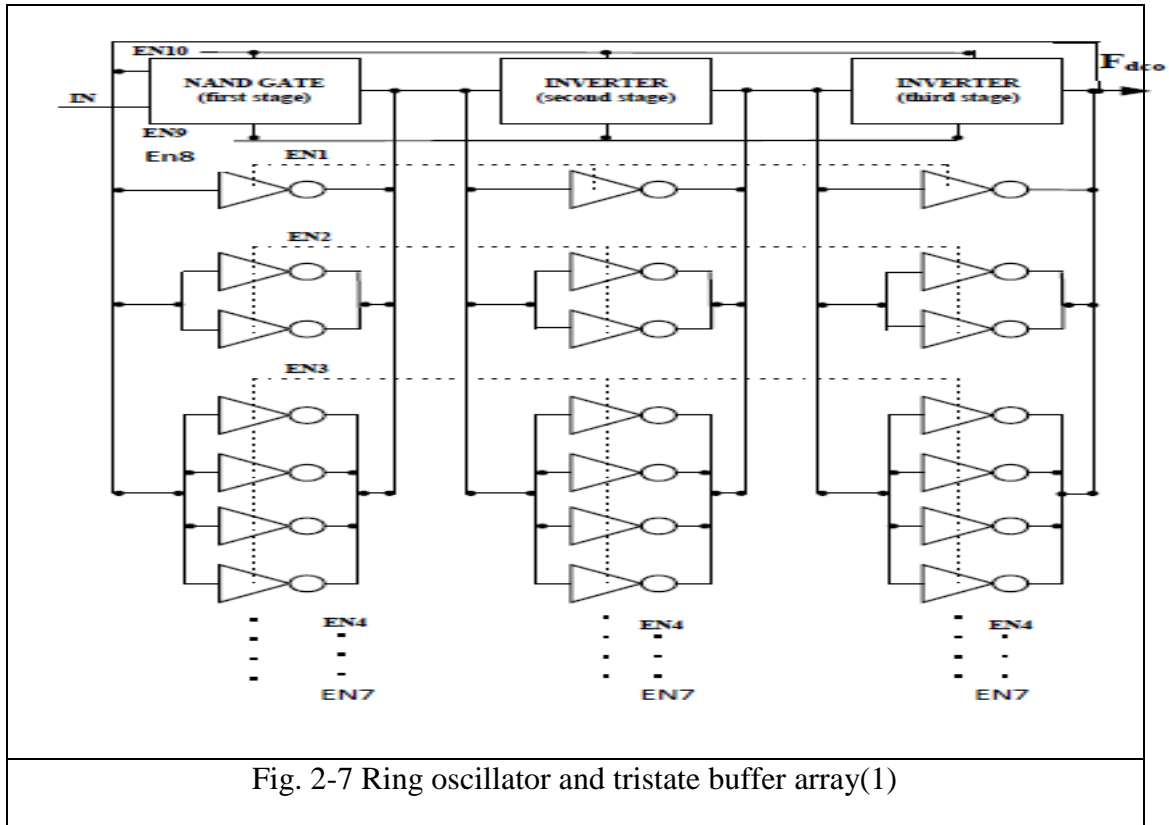 EN10
F dco
NAND GATE
(first stage)
INVERTER
(second stage)
INVERTER
(third stage)
IN
EN9
En8
EN1
EN2
EN3
EN4
EN4
EN4
EN7
EN7
EN7
Fig. 2-7 Ring oscillator and tristate buffer array(1)